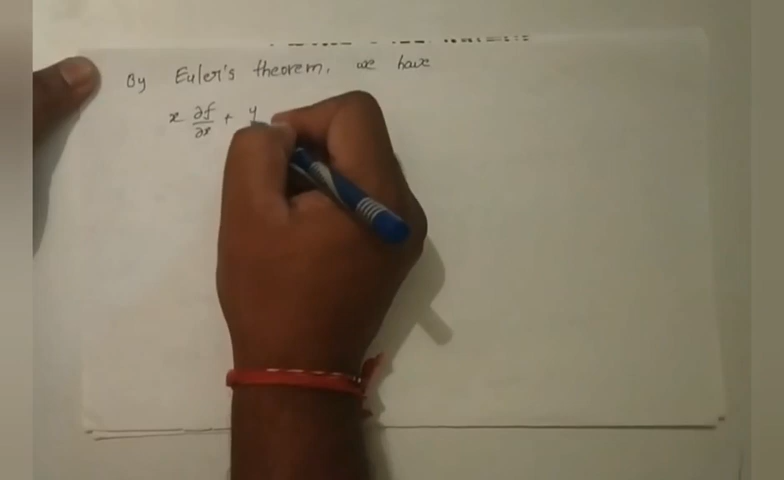 By Euler's theorem, we have
x ∂f/∂x + y